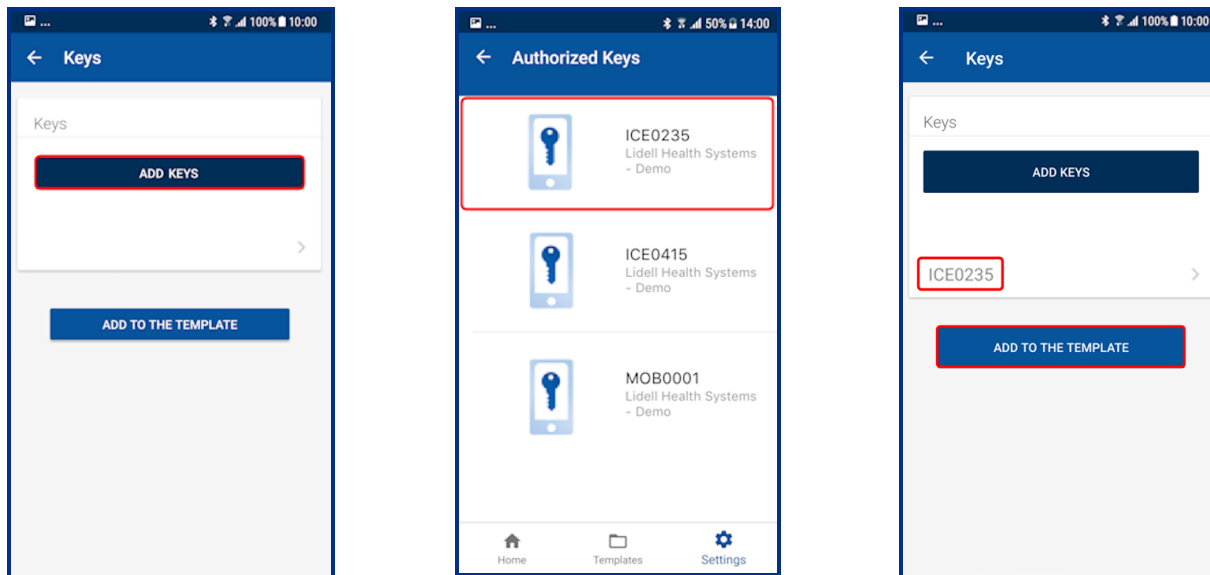 ... 100% 10:00
Keys
Keys
ADD KEYS
ADD TO THE TEMPLATE
... 50% 14:00
Authorized Keys
ICE0235
Lidell Health Systems
- Demo
ICE0415
Lidell Health Systems
- Demo
MOB0001
Lidell Health Systems
- Demo
Home Templates Settings
... 100% 10:00
Keys
Keys
ADD KEYS
ICE0235
ADD TO THE TEMPLATE